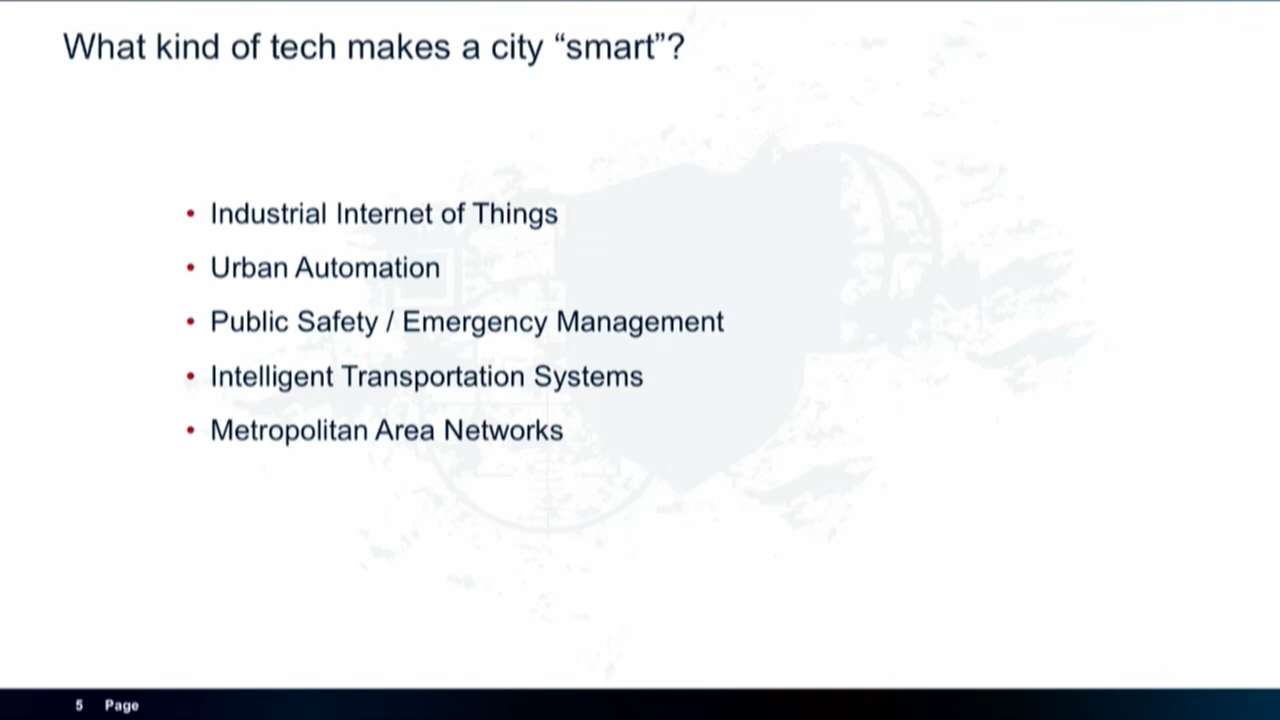 What kind of tech makes a city “smart”?
• Industrial Internet of Things
• Urban Automation
• Public Safety / Emergency Management
• Intelligent Transportation Systems
• Metropolitan Area Networks
5 Page